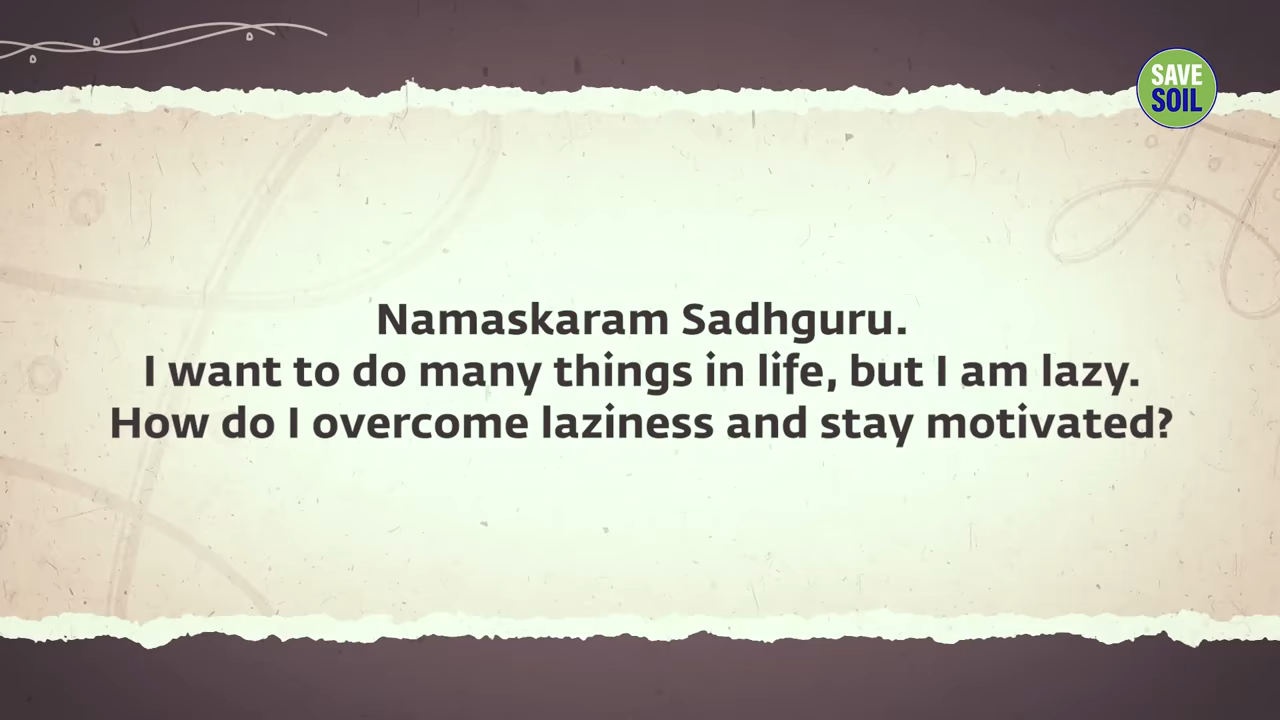 SAVE
SOIL
Namaskaram Sadhguru.
I want to do many things in life, but I am lazy.
How do I overcome laziness and stay motivated?